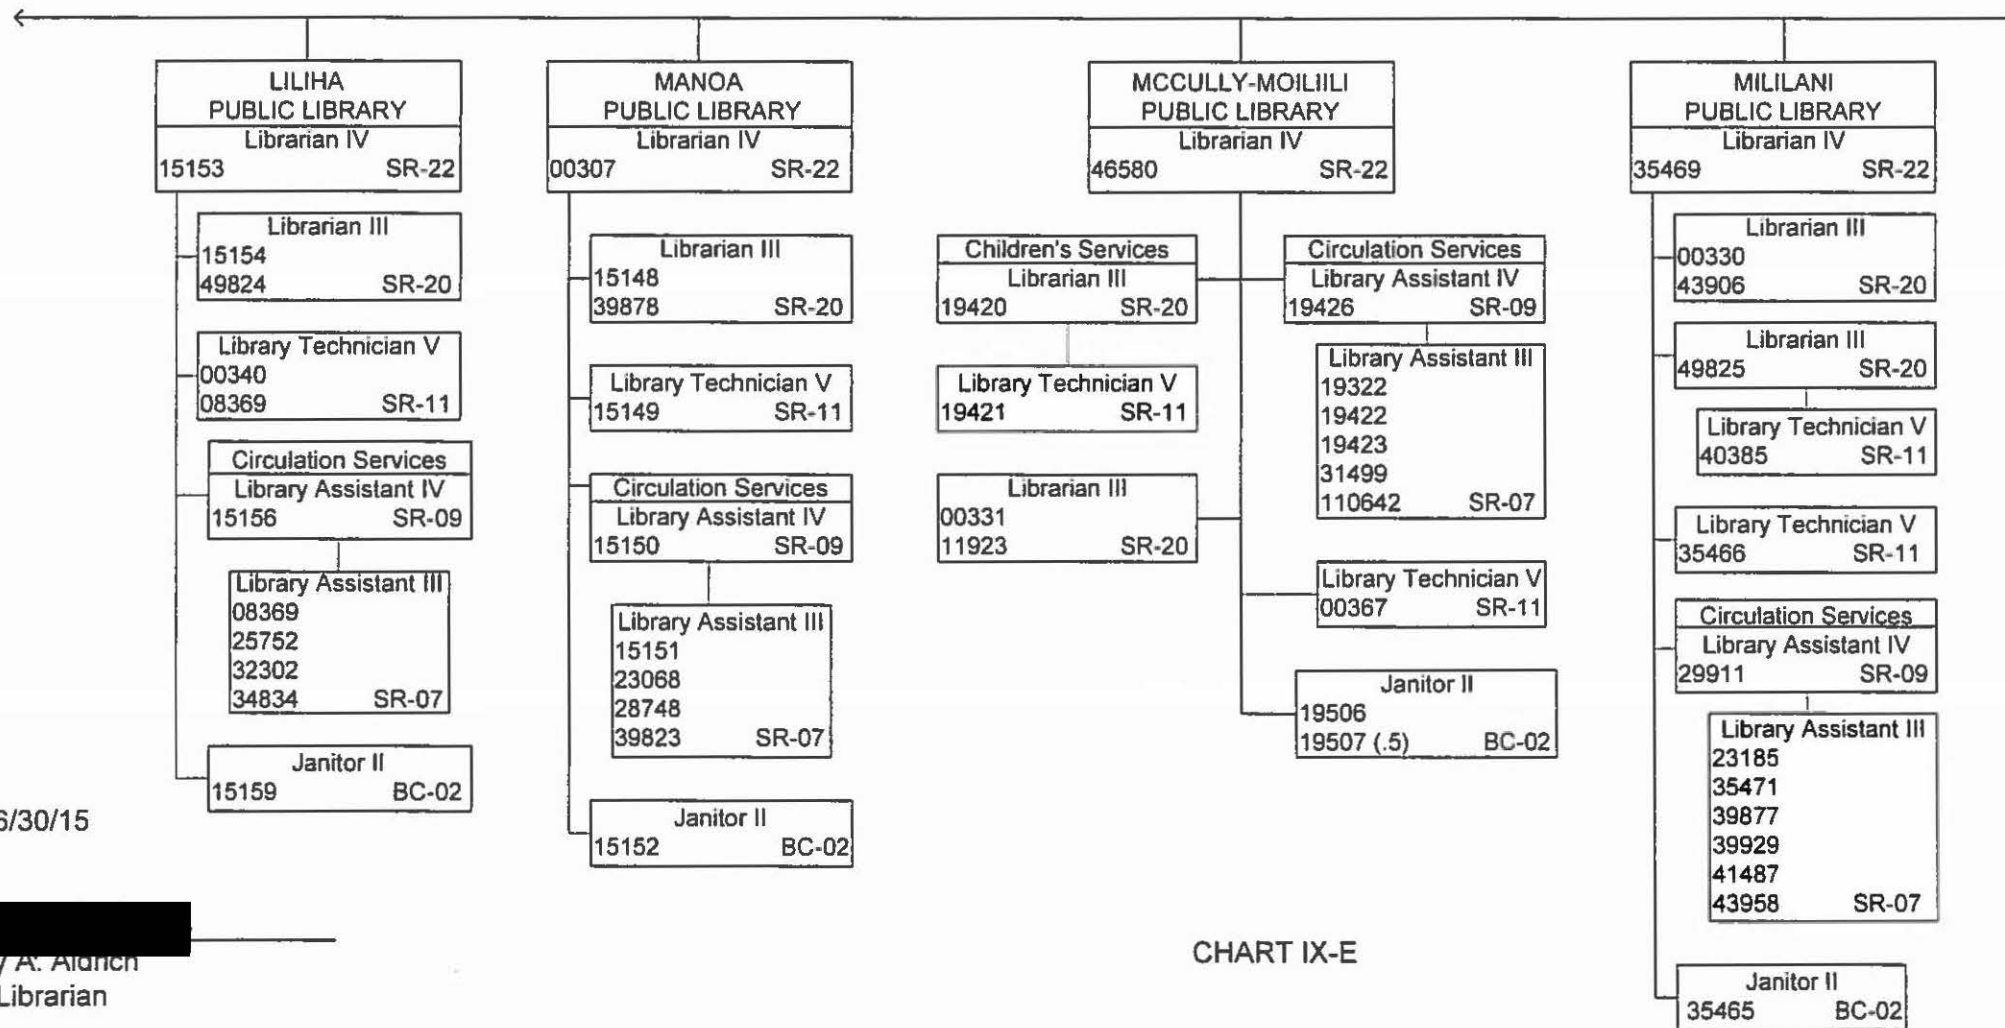 LILIHA
PUBLIC LIBRARY
Librarian IV
15153 SR-22
Librarian III
15154
49824 SR-20
Library Technician V
00340
08369 SR-11
Circulation Services
Library Assistant IV
15156 SR-09
Library Assistant III
08369
25752
32302
34834 SR-07
Janitor II
15159 BC-02
MANOA
PUBLIC LIBRARY
Librarian IV
00307 SR-22
Librarian III
15148
39878 SR-20
Library Technician V
15149 SR-11
Circulation Services
Library Assistant IV
15150 SR-09
Library Assistant III
15151
23068
28748
39823 SR-07
Janitor II
15152 BC-02
MCCULLY-MOILIILI
PUBLIC LIBRARY
Librarian IV
46580 SR-22
Children's Services
Librarian III
19420 SR-20
Library Technician V
19421 SR-11
Librarian III
00331
11923 SR-20
Circulation Services
Library Assistant IV
19426 SR-09
Library Assistant III
19322
19422
19423
31499
110642 SR-07
Library Technician V
00367 SR-11
Janitor II
19506
19507 (.5) BC-02
MILILANI
PUBLIC LIBRARY
Librarian IV
35469 SR-22
Librarian III
00330
43906 SR-20
Librarian III
49825 SR-20
Library Technician V
40385 SR-11
Library Technician V
35466 SR-11
Circulation Services
Library Assistant IV
29911 SR-09
Library Assistant III
23185
35471
39877
39929
41487
43958 SR-07
Janitor II
35465 BC-02
6/30/15
y A. Aldrich
Librarian
CHART IX-E